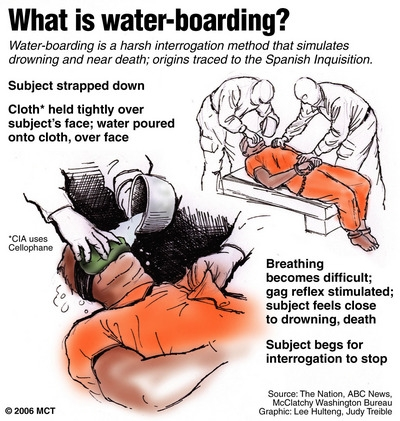 What is water-boarding?
Water-boarding is a harsh interrogation method that simulates
drowning and near death; origins traced to the Spanish Inquisition.
Subject strapped down
Cloth* held tightly over
subject's face; water poured
onto cloth, over face
*CIA uses
Cellophane
Breathing
becomes difficult;
gag reflex stimulated;
subject feels close
to drowning, death
Subject begs for
interrogation to stop
Source: The Nation, ABC News,
McClatchy Washington Bureau
Graphic: Lee Hulteng, Judy Treible
© 2006 MCT